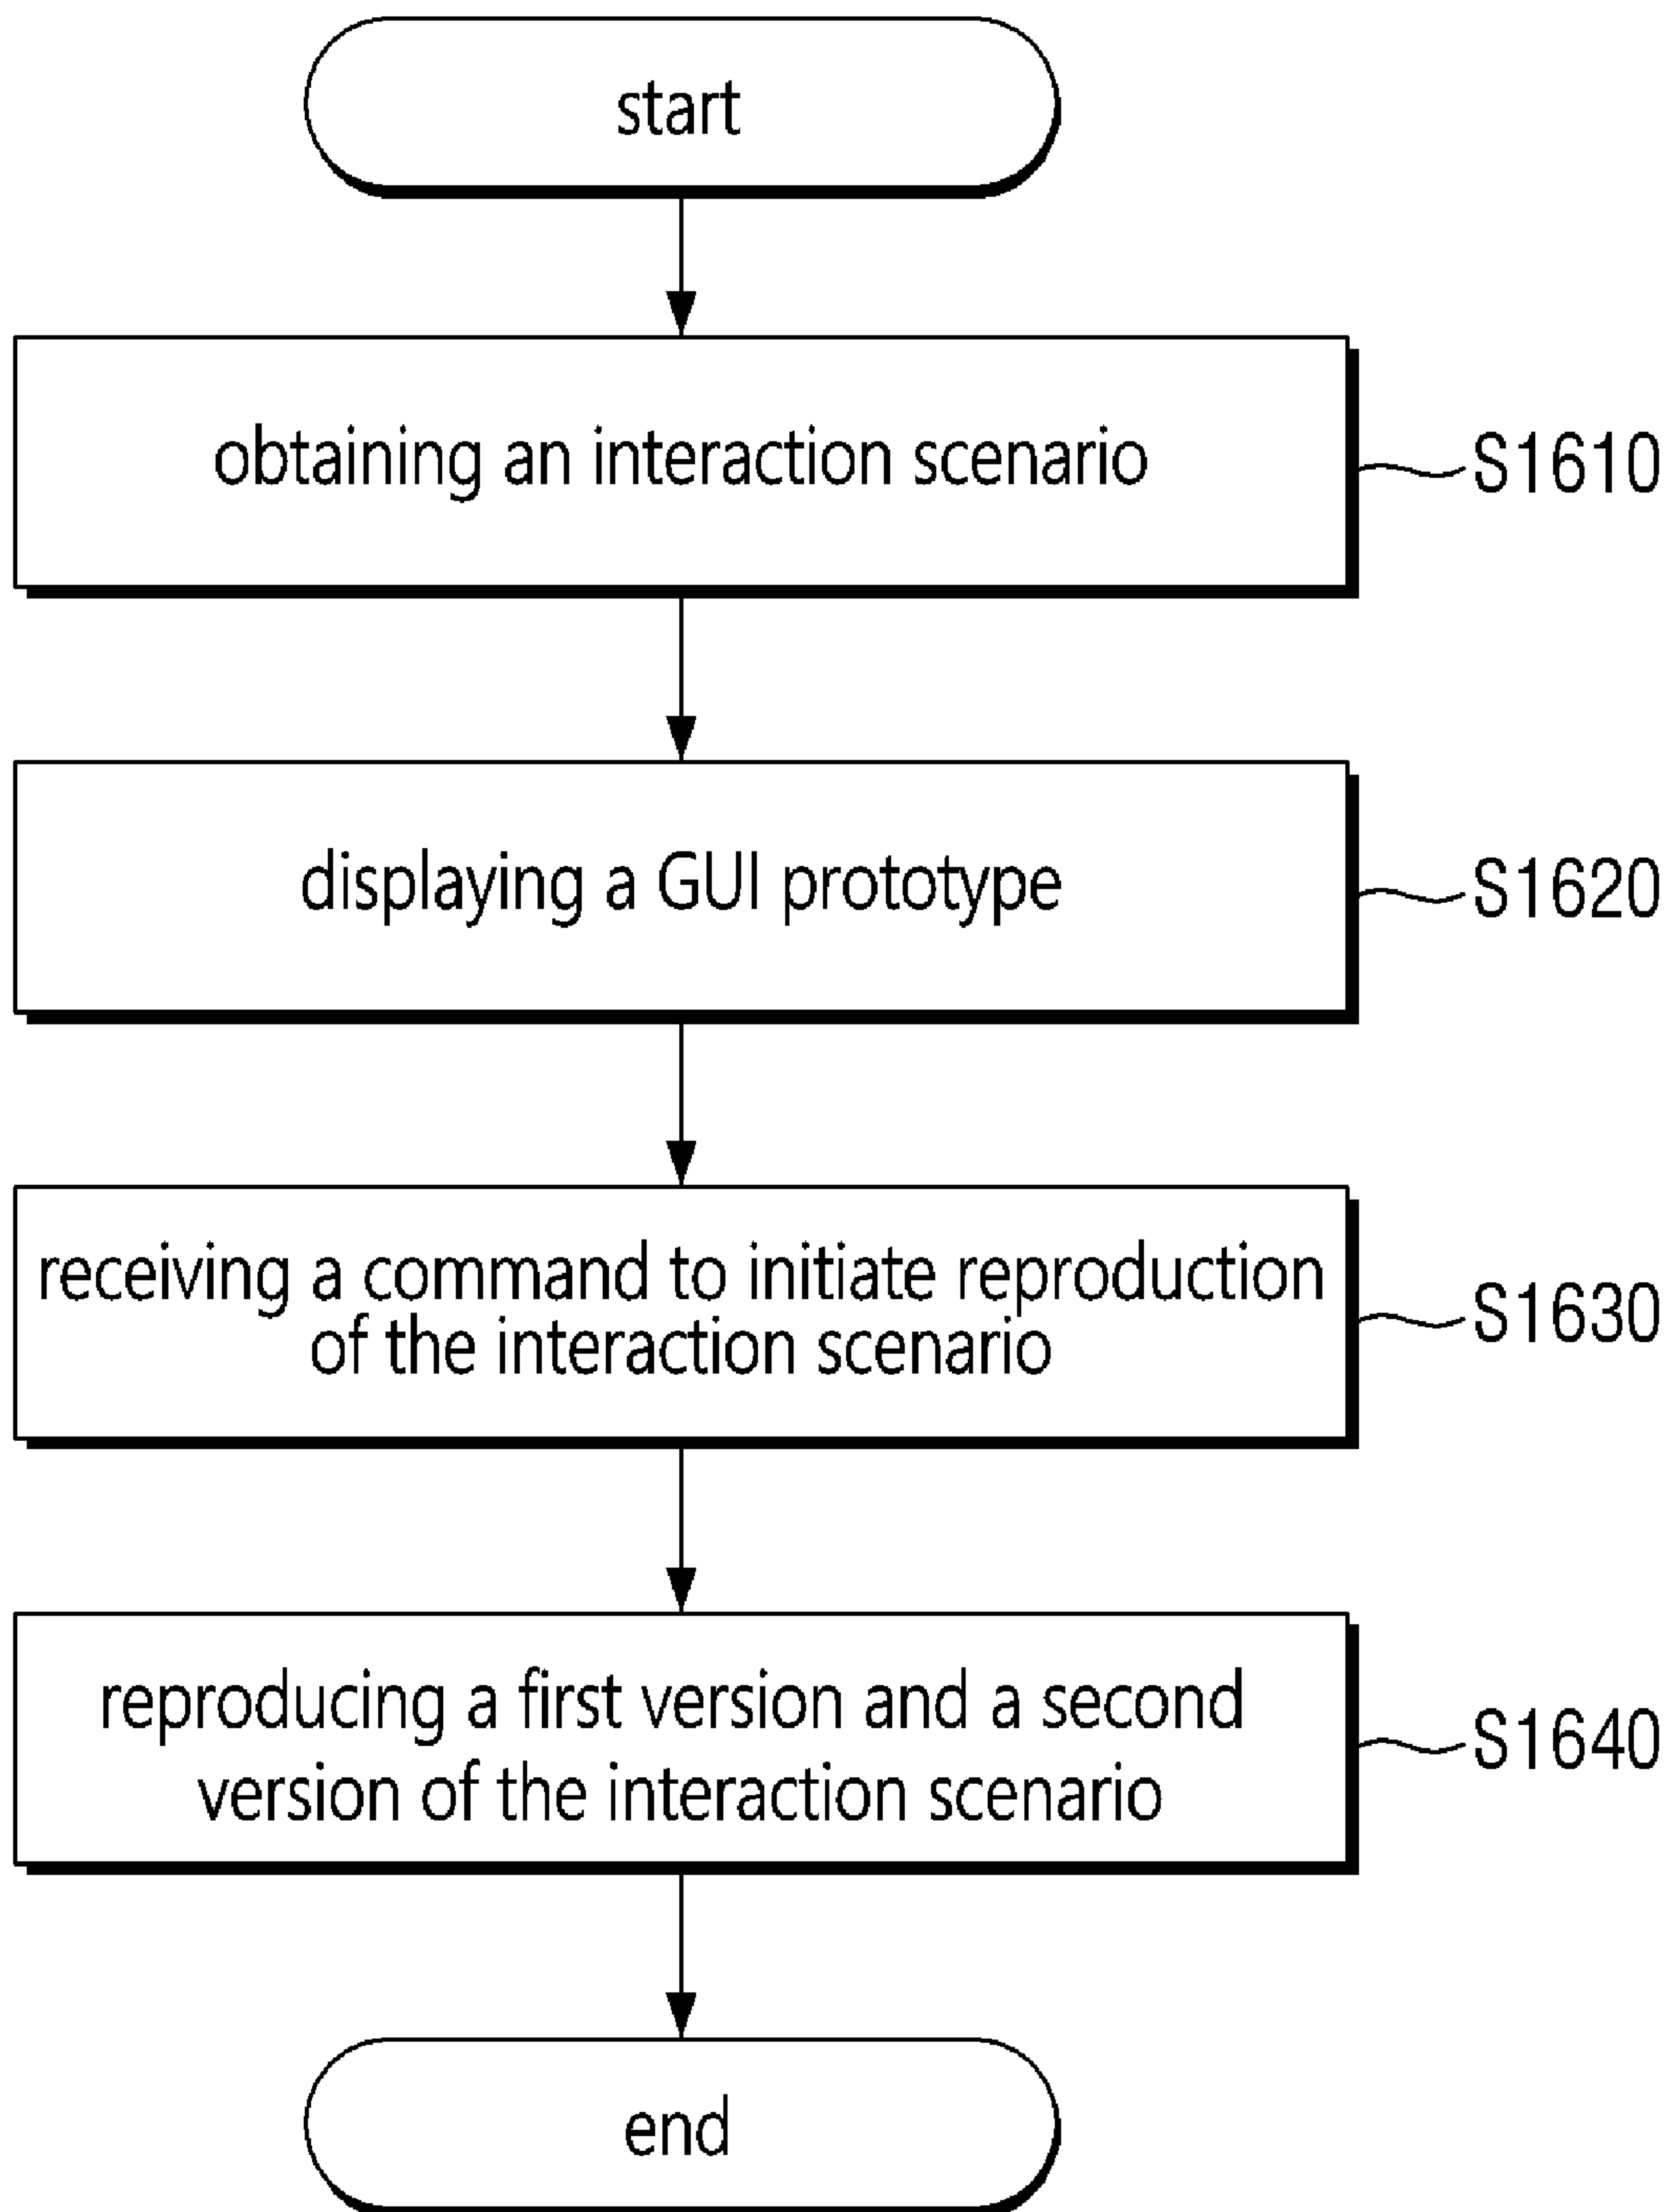 start
obtaining an interaction scenario
S1610
displaying a GUI prototype
S1620
receiving a command to initiate reproduction
of the interaction scenario
S1630
reproducing a first version and a second
version of the interaction scenario
S1640
end